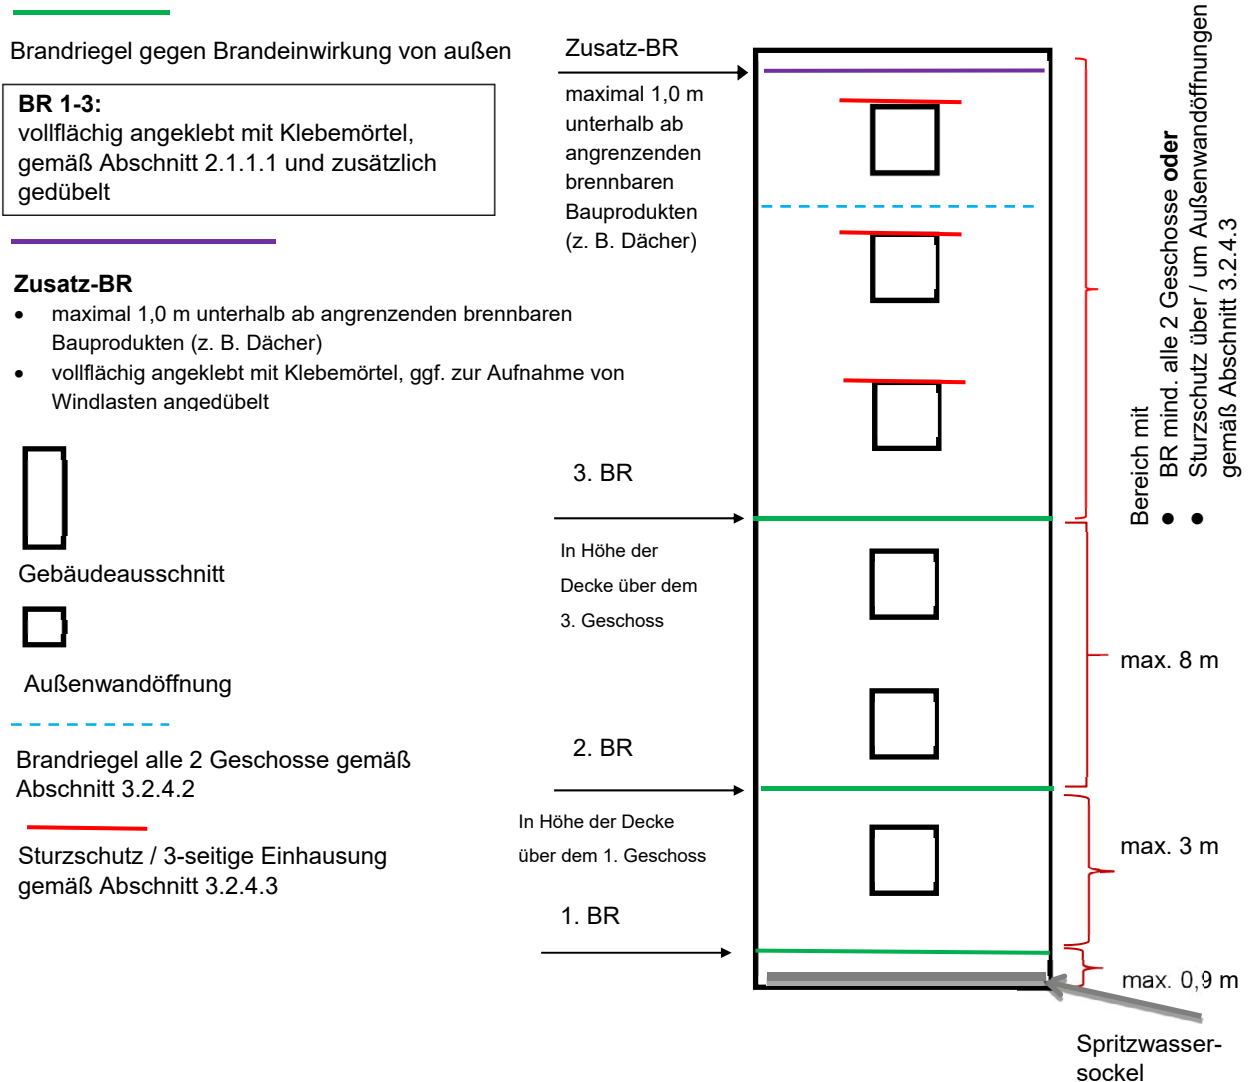 Brandriegel gegen Brandeinwirkung von außen
BR 1-3:
vollflächig angeklebt mit Klebemörtel,
gemäß Abschnitt 2.1.1.1 und zusätzlich
gedübelt
Zusatz-BR
• maximal 1,0 m unterhalb ab angrenzenden brennbaren
Bauprodukten (z. B. Dächer)
• vollflächig angeklebt mit Klebemörtel, ggf. zur Aufnahme von
Windlasten angedübelt
Gebäudeausschnitt
Außenwandöffnung
Brandriegel alle 2 Geschosse gemäß
Abschnitt 3.2.4.2
Sturzschutz / 3-seitige Einhausung
gemäß Abschnitt 3.2.4.3
Zusatz-BR
maximal 1,0 m
unterhalb ab
angrenzenden
brennbaren
Bauprodukten
(z. B. Dächer)
3. BR
In Höhe der
Decke über dem
3. Geschoss
2. BR
In Höhe der Decke
über dem 1. Geschoss
1. BR
Bereich mit
• BR mind. alle 2 Geschosse oder
• Sturzschutz über / um Außenwandöffnungen
gemäß Abschnitt 3.2.4.3
max. 8 m
max. 3 m
max. 0,9 m
Spritzwasser-
sockel